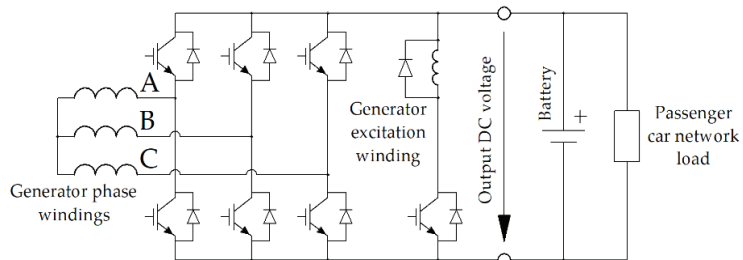 A
B
C
Generator phase
windings
Generator
excitation
winding
Output DC voltage
Battery
+
Passenger
car network
load